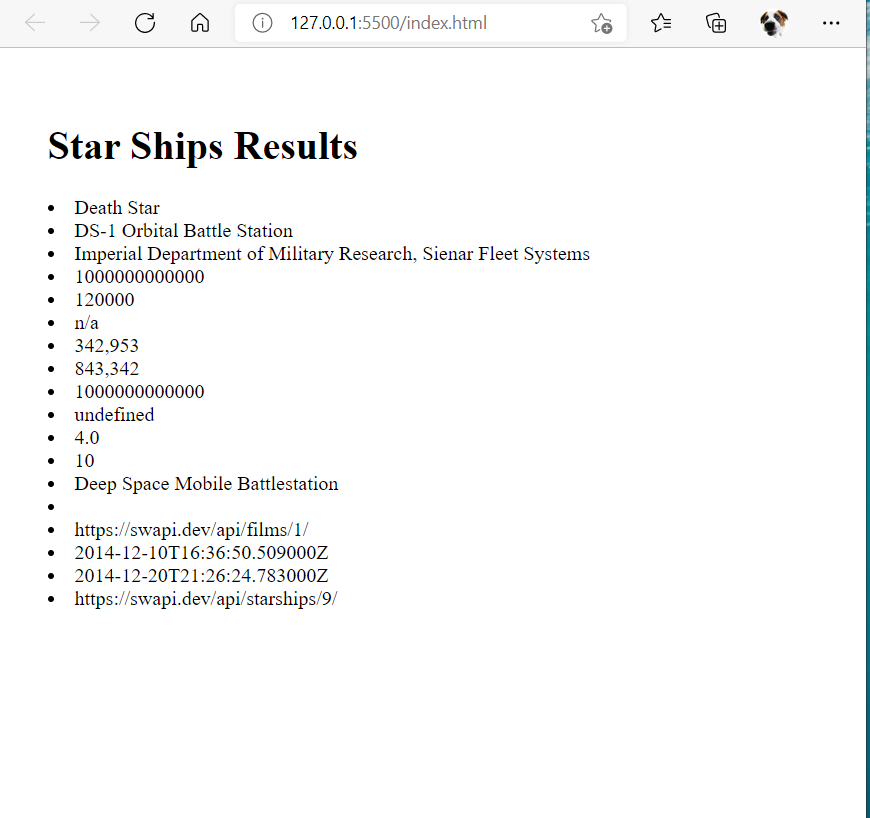 127.0.0.1:5500/index.html
Star Ships Results
Death Star
DS-1 Orbital Battle Station
Imperial Department of Military Research, Sienar Fleet Systems
1000000000000
120000
n/a
342,953
843,342
1000000000000
undefined
4.0
10
Deep Space Mobile Battlestation
https://swapi.dev/api/films/1/
2014-12-10T16:36:50.509000Z
2014-12-20T21:26:24.783000Z
https://swapi.dev/api/starships/9/